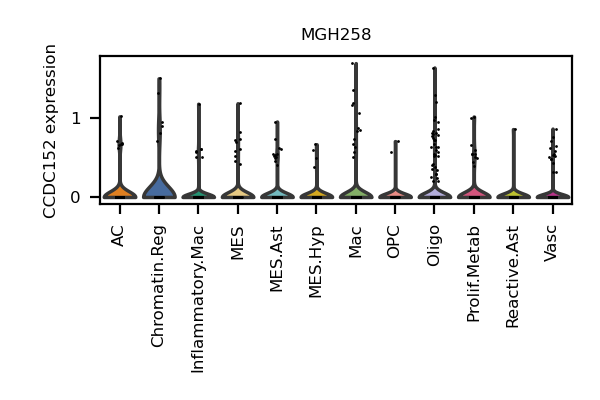 MGH258
CCDC152 expression
1
0
AC
Chromatin.Reg
Inflammatory.Mac
MES
MES.Ast
MES.Hyp
Mac
OPC
Oligo
Prolif.Metab
Reactive.Ast
Vasc